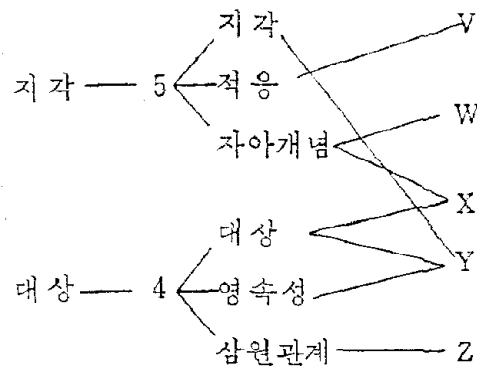 지각 V
지각 5 적응
자아개념 W
X
대상 Y
대상 4 영속성
삼원관계 Z